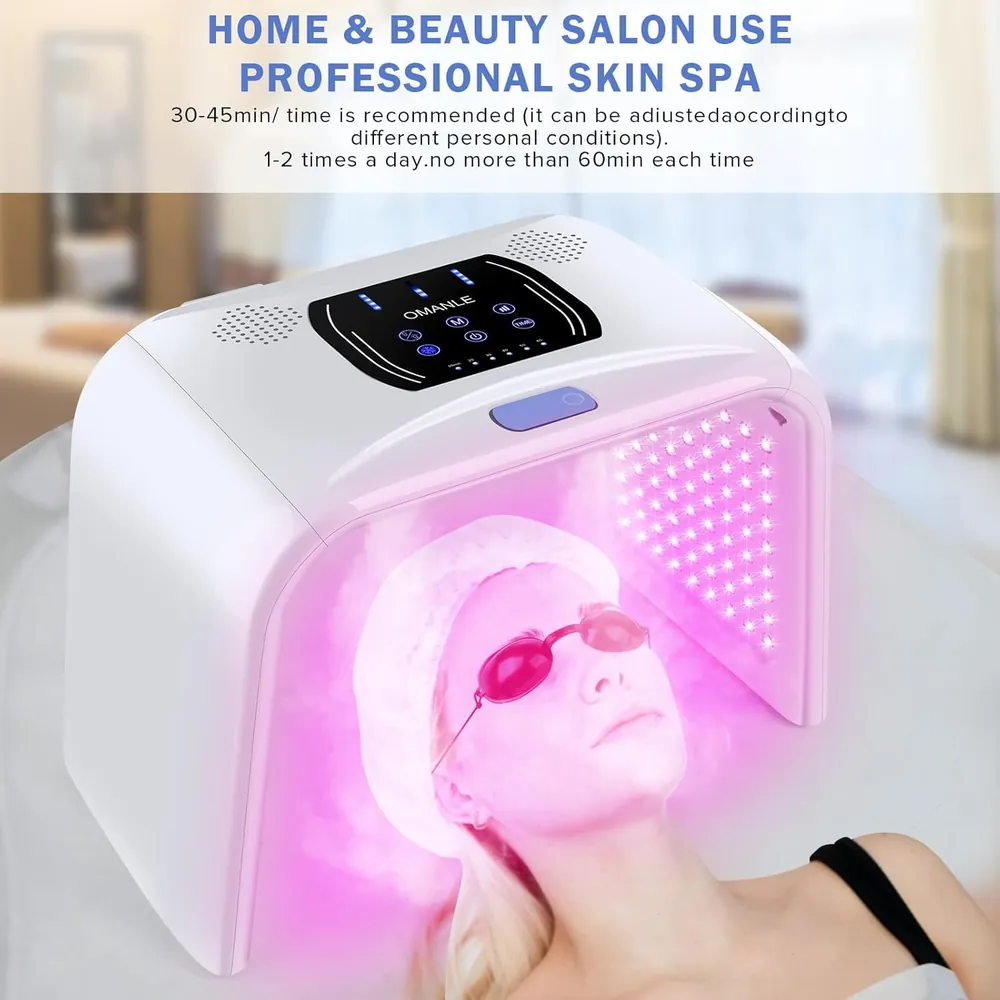 HOME & BEAUTY SALON USE
PROFESSIONAL SKIN SPA
30-45min/ time is recommended (it can be adiustedaocordingto
different personal conditions).
1-2 times a day.no more than 60min each time
OMANLE
M
TIME